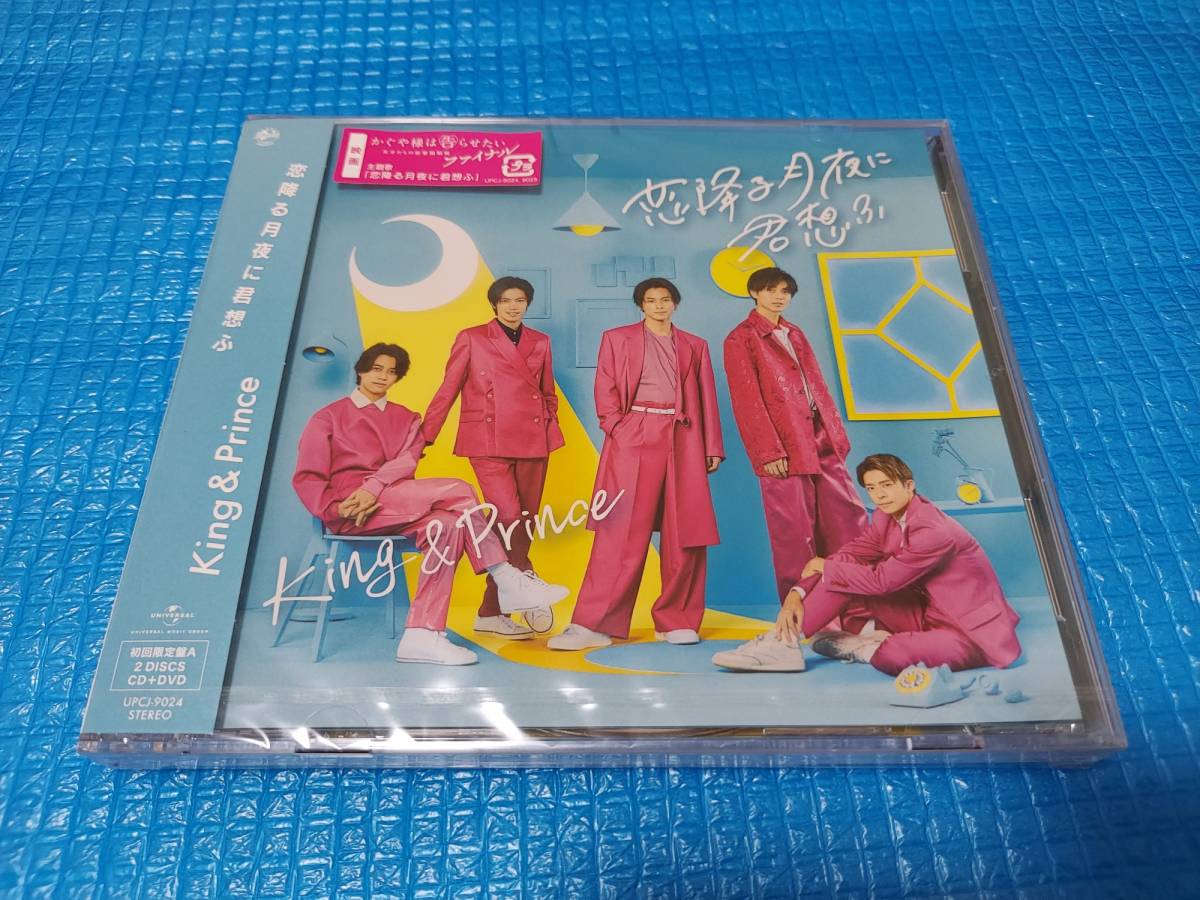 恋降る月夜に君想ふ
King & Prince
UNIVERSAL
UNIVERSAL MUSIC GROUP
初回限定盤A
2 DISCS
CD+DVD
UPCJ-9024
STEREO
映画
かぐや様は告らせたい
ファイナル
主題歌
「恋降る月夜に君想ふ」
UPCJ-9024, 9025
恋降る月夜に
君想ふ
King & Prince